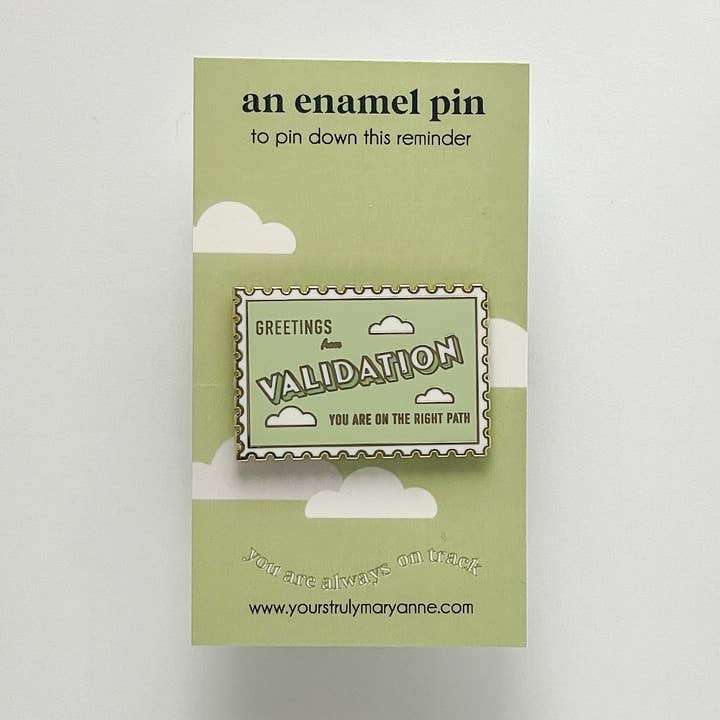 an enamel pin
to pin down this reminder
GREETINGS
from
VALIDATION
YOU ARE ON THE RIGHT PATH
you are always on track
www.yourstrulymaryanne.com